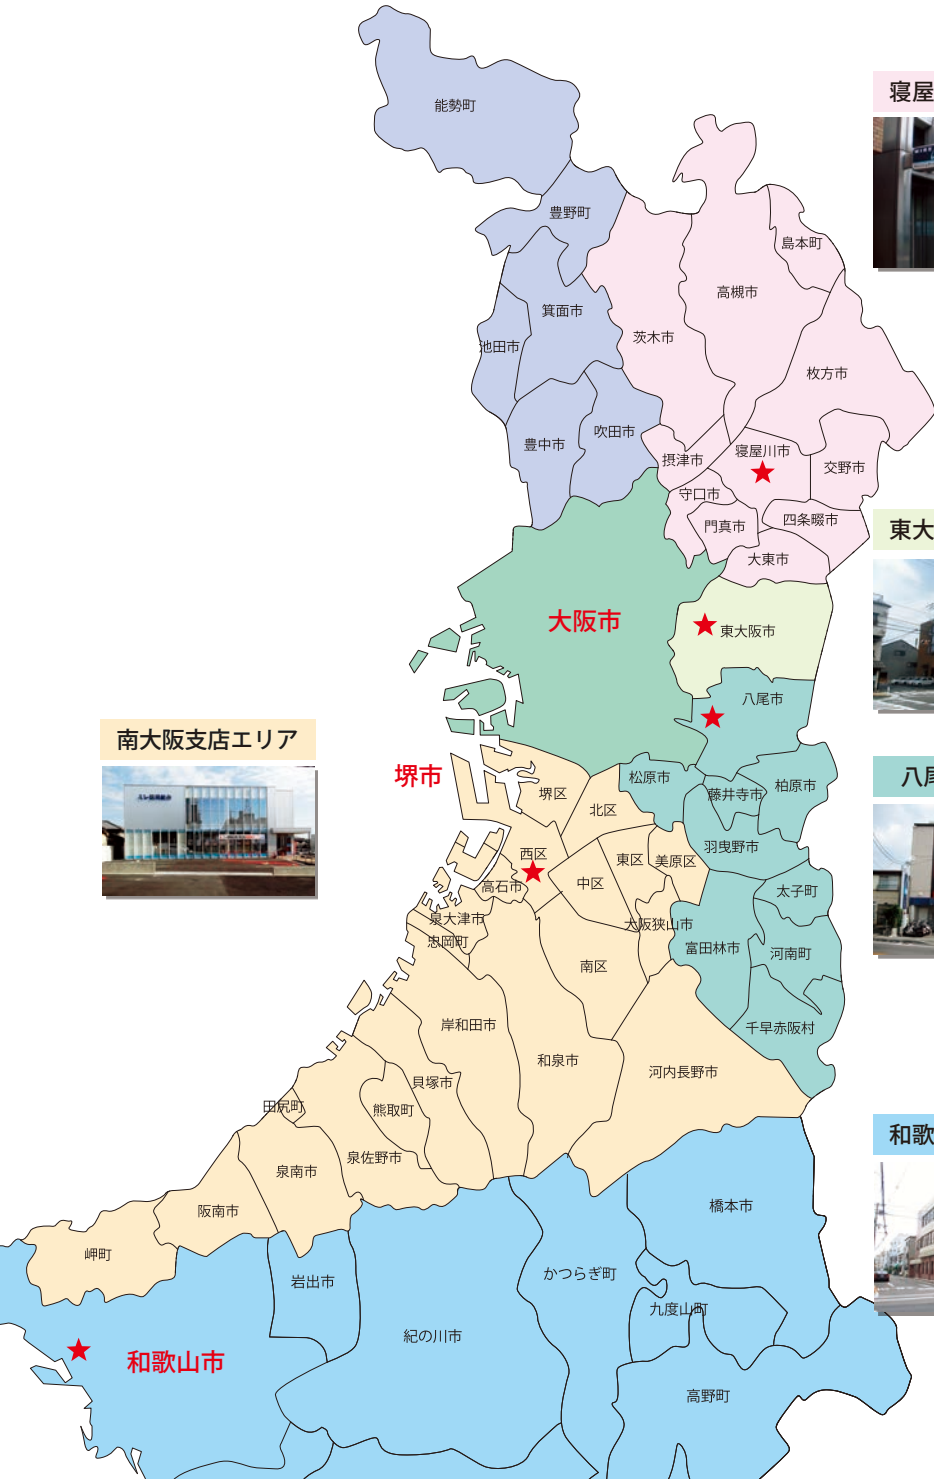 能勢町
豊野町
島本町
高槻市
箕面市
茨木市
池田市
枚方市
吹田市
豊中市
寝屋川市
摂津市
交野市
守口市
四条畷市
門真市
大東市
大阪市
東大阪市
八尾市
南大阪支店エリア
堺市
松原市
柏原市
堺区
藤井寺市
北区
羽曳野市
西区
東区
美原区
中区
高石市
太子町
泉大津市
大阪狭山市
忠岡町
富田林市
河南町
南区
岸和田市
千早赤阪村
和泉市
河内長野市
貝塚市
田尻町
熊取町
泉佐野市
泉南市
阪南市
橋本市
岬町
岩出市
かつらぎ町
九度山町
紀の川市
和歌山市
高野町
寝屋
東大
八尾
和歌